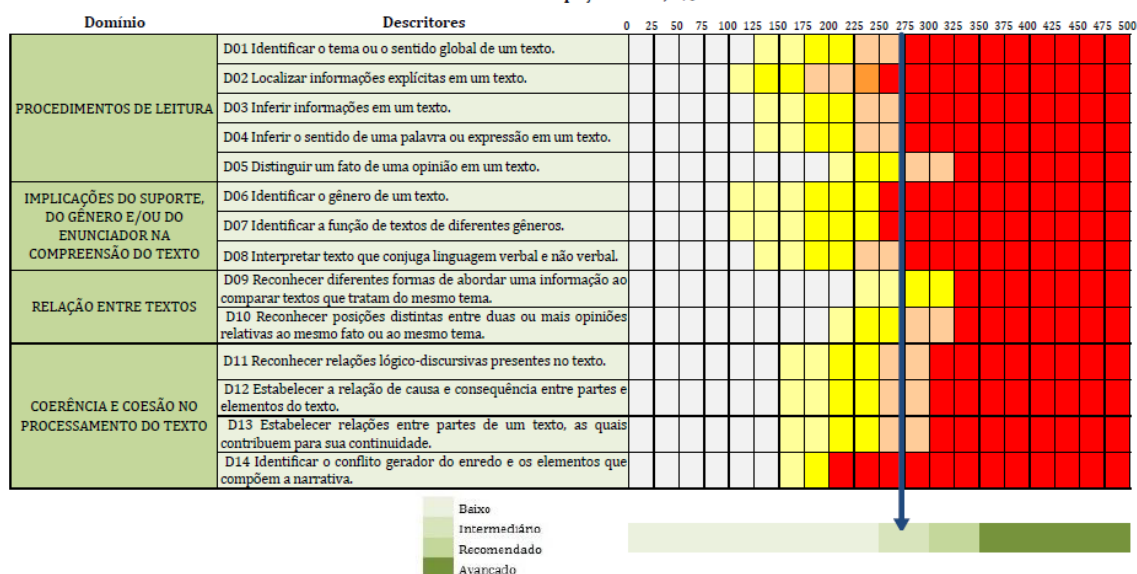 Domínio Descritores 0 25 50 75 100 125 150 175 200 225 250 275 300 325 350 375 400 425 450 475 500
PROCEDIMENTOS DE LEITURA
D01 Identificar o tema ou o sentido global de um texto.
D02 Localizar informações explícitas em um texto.
D03 Inferir informações em um texto.
D04 Inferir o sentido de uma palavra ou expressão em um texto.
D05 Distinguir um fato de uma opinião em um texto.
IMPLICAÇÕES DO SUPORTE,
DO GÊNERO E/OU DO
ENUNCIADOR NA
COMPREENSÃO DO TEXTO
D06 Identificar o gênero de um texto.
D07 Identificar a função de textos de diferentes gêneros.
D08 Interpretar texto que conjuga linguagem verbal e não verbal.
RELAÇÃO ENTRE TEXTOS
D09 Reconhecer diferentes formas de abordar uma informação ao
comparar textos que tratam do mesmo tema.
D10 Reconhecer posições distintas entre duas ou mais opiniões
relativas ao mesmo fato ou ao mesmo tema.
COERÊNCIA E COESÃO NO
PROCESSAMENTO DO TEXTO
D11 Reconhecer relações lógico-discursivas presentes no texto.
D12 Estabelecer a relação de causa e consequência entre partes e
elementos do texto.
D13 Estabelecer relações entre partes de um texto, as quais
contribuem para sua continuidade.
D14 Identificar o conflito gerador do enredo e os elementos que
compõem a narrativa.
Baixo
Intermediário
Recomendado
Avançado